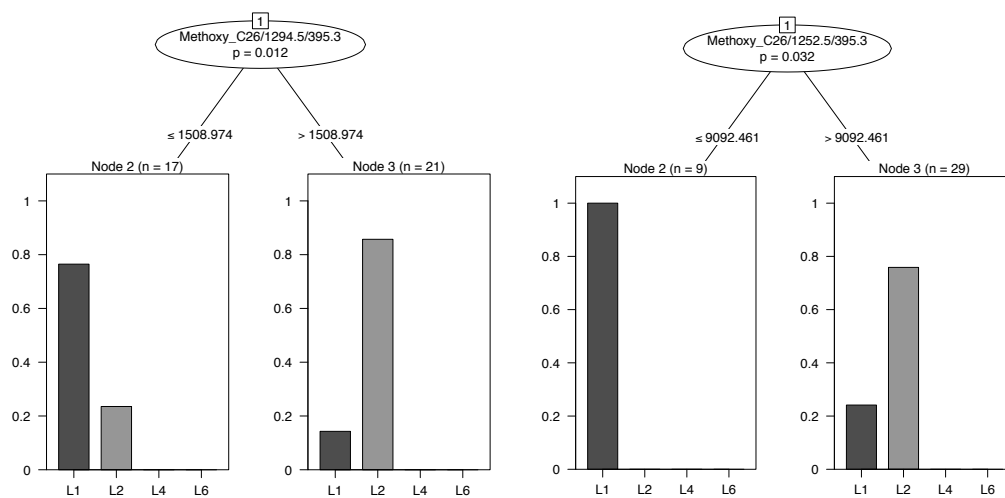 1
Methoxy_C26/1294.5/395.3
p = 0.012
≤ 1508.974
> 1508.974
Node 2 (n = 17)
1
0.8
0.6
0.4
0.2
0
L1 L2 L4 L6
Node 3 (n = 21)
1
0.8
0.6
0.4
0.2
0
L1 L2 L4 L6
1
Methoxy_C26/1252.5/395.3
p = 0.032
≤ 9092.461
> 9092.461
Node 2 (n = 9)
1
0.8
0.6
0.4
0.2
0
L1 L2 L4 L6
Node 3 (n = 29)
1
0.8
0.6
0.4
0.2
0
L1 L2 L4 L6